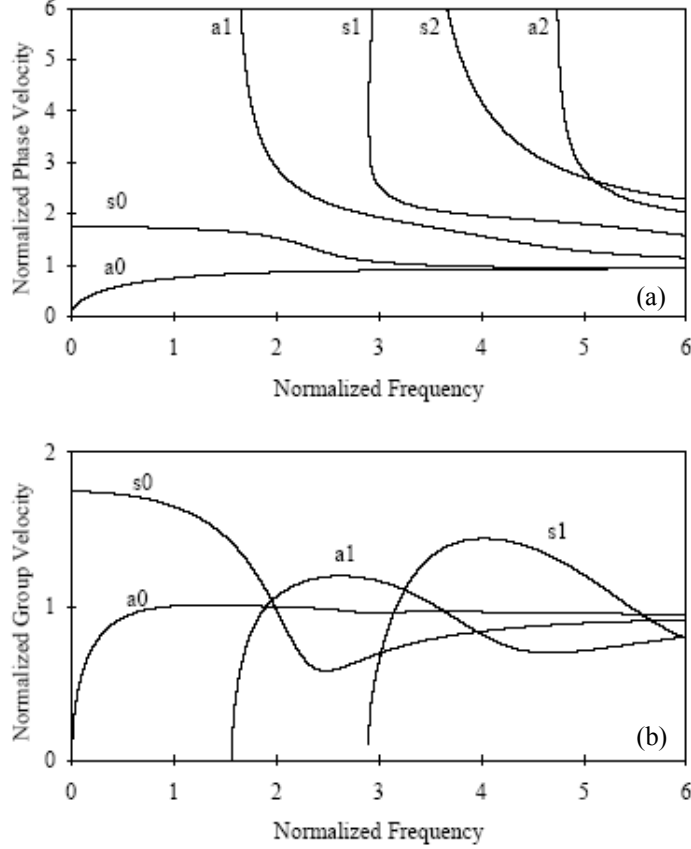 6
a1 s1 s2 a2
5
4
3
2
s0
1
a0
0
(a)
0 1 2 3 4 5 6
Normalized Phase Velocity
Normalized Frequency
2
s0
s1
a1
1
a0
0
(b)
0 1 2 3 4 5 6
Normalized Group Velocity
Normalized Frequency